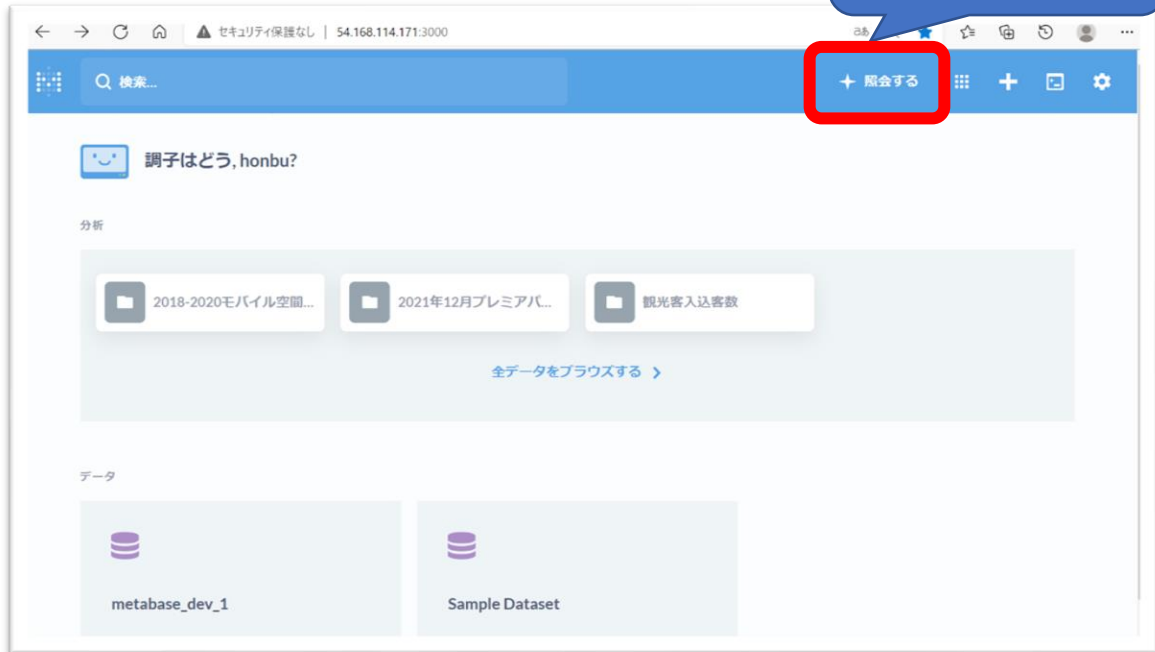 セキュリティ保護なし | 54.168.114.171:3000
検索...
照会する
調子はどう, honbu?
分析
2018-2020モバイル空間...
2021年12月プレミアパ...
観光客入込客数
全データをブラウズする
データ
metabase_dev_1
Sample Dataset